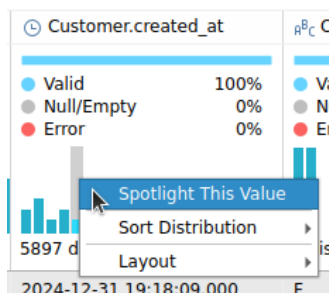 Customer.created_at
ABC C
Valid 100%
Null/Empty 0%
Error 0%
Spotlight This Value
Sort Distribution
Layout
5897 d
2024-12-31 19:18:09.000